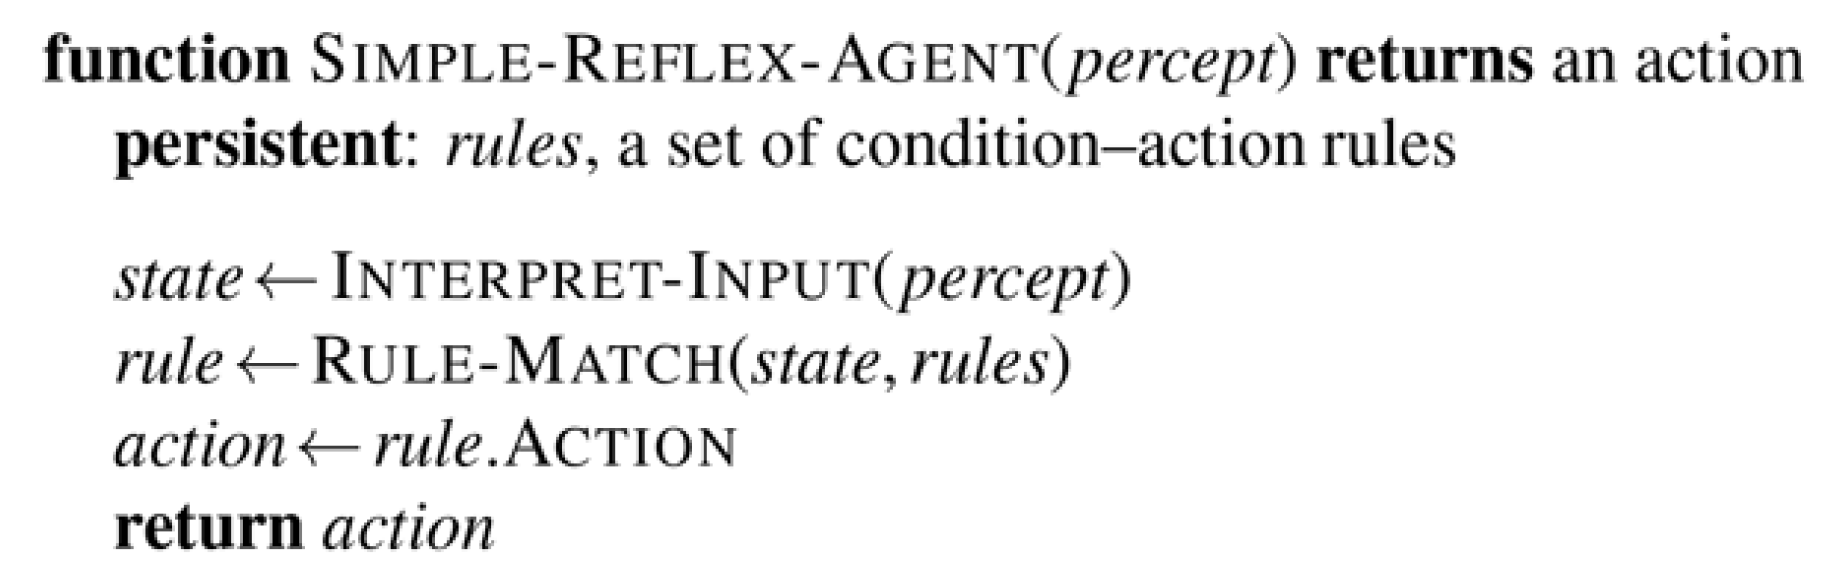 function SIMPLE-REFLEX-AGENT(percept) returns an action
persistent: rules, a set of condition–action rules
state ← INTERPRET-INPUT(percept)
rule ← RULE-MATCH(state, rules)
action ← rule.ACTION
return action